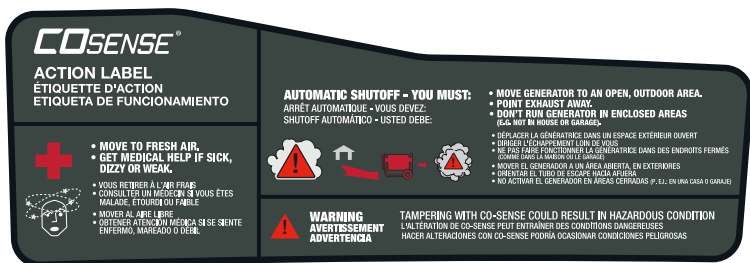 COSENSE®
ACTION LABEL
ÉTIQUETTE D'ACTION
ETIQUETA DE FUNCIONAMIENTO
• MOVE TO FRESH AIR,
• GET MEDICAL HELP IF SICK,
DIZZY OR WEAK.
• VOUS RETIRER À L'AIR FRAIS
CONSULTER UN MÉDECIN SI VOUS ÊTES
MALADE, ÉTOURDI OU FAIBLE
• MOVER AL AIRE LIBRE
• OBTENER ATENCIÓN MÉDICA SI SE SIENTE
ENFERMO, MAREADO O DÉBIL
AUTOMATIC SHUTOFF - YOU MUST:
ARRÊT AUTOMATIQUE - VOUS DEVEZ:
SHUTOFF AUTOMÁTICO - USTED DEBE:
• MOVE GENERATOR TO AN OPEN, OUTDOOR AREA.
• POINT EXHAUST AWAY.
• DON'T RUN GENERATOR IN ENCLOSED AREAS
(E.G. NOT IN HOUSE OR GARAGE).
• DÉPLACER LA GÉNÉRATRICE DANS UN ESPACE EXTÉRIEUR OUVERT
• DIRIGER L'ÉCHAPPEMENT LOIN DE VOUS
• NE PAS FAIRE FONCTIONNER LA GÉNÉRATRICE DANS DES ENDROITS FERMÉS
(COMME DANS LA MAISON OU LE GARAGE)
• MOVER EL GENERADOR A UN ÁREA ABIERTA, EN EXTERIORES
• ORIENTAR EL TUBO DE ESCAPE HACÍA AFUERA
• NO ACTIVAR EL GENERADOR EN ÁREAS CERRADAS (P. EJ.: EN UNA CASA O GARAJE)
WARNING
AVERTISSEMENT
ADVERTENCIA
TAMPERING WITH CO-SENSE COULD RESULT IN HAZARDOUS CONDITION
L'ALTÉRATION DE CO-SENSE PEUT ENTRAÎNER DES CONDITIONS DANGEREUSES
HACER ALTERACIONES CON CO-SENSE PODRÍA OCASIONAR CONDICIONES PELIGROSAS